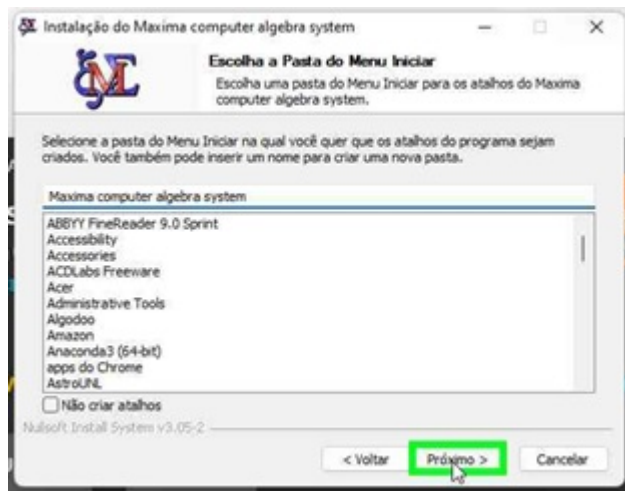 Instalação do Maxima computer algebra system
Escolha a Pasta do Menu Iniciar
Escolha uma pasta do Menu Iniciar para os atalhos do Maxima
computer algebra system.
Selecione a pasta do Menu Iniciar na qual você quer que os atalhos do programa sejam
criados. Você também pode inserir um nome para criar uma nova pasta.
Maxima computer algebra system
ABBYY FineReader 9.0 Sprint
Accessibility
Accessories
ACDLabs Freeware
Acer
Administrative Tools
Algodoo
Amazon
Anaconda3 (64-bit)
apps do Chrome
AstroUNL
Não criar atalhos
Nullsoft Install System v3.05-2
< Voltar Próximo > Cancelar